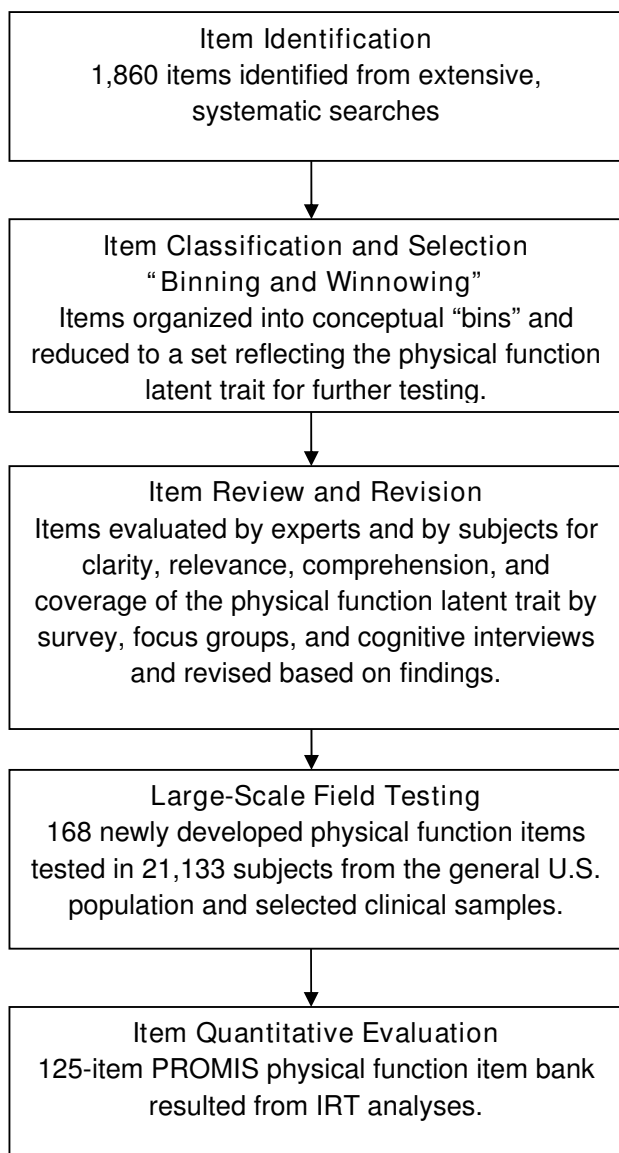 Item Identification
1,860 items identified from extensive,
systematic searches
Item Classification and Selection
“Binning and Winnowing”
Items organized into conceptual “bins” and
reduced to a set reflecting the physical function
latent trait for further testing.
Item Review and Revision
Items evaluated by experts and by subjects for
clarity, relevance, comprehension, and
coverage of the physical function latent trait by
survey, focus groups, and cognitive interviews
and revised based on findings.
Large-Scale Field Testing
168 newly developed physical function items
tested in 21,133 subjects from the general U.S.
population and selected clinical samples.
Item Quantitative Evaluation
125-item PROMIS physical function item bank
resulted from IRT analyses.